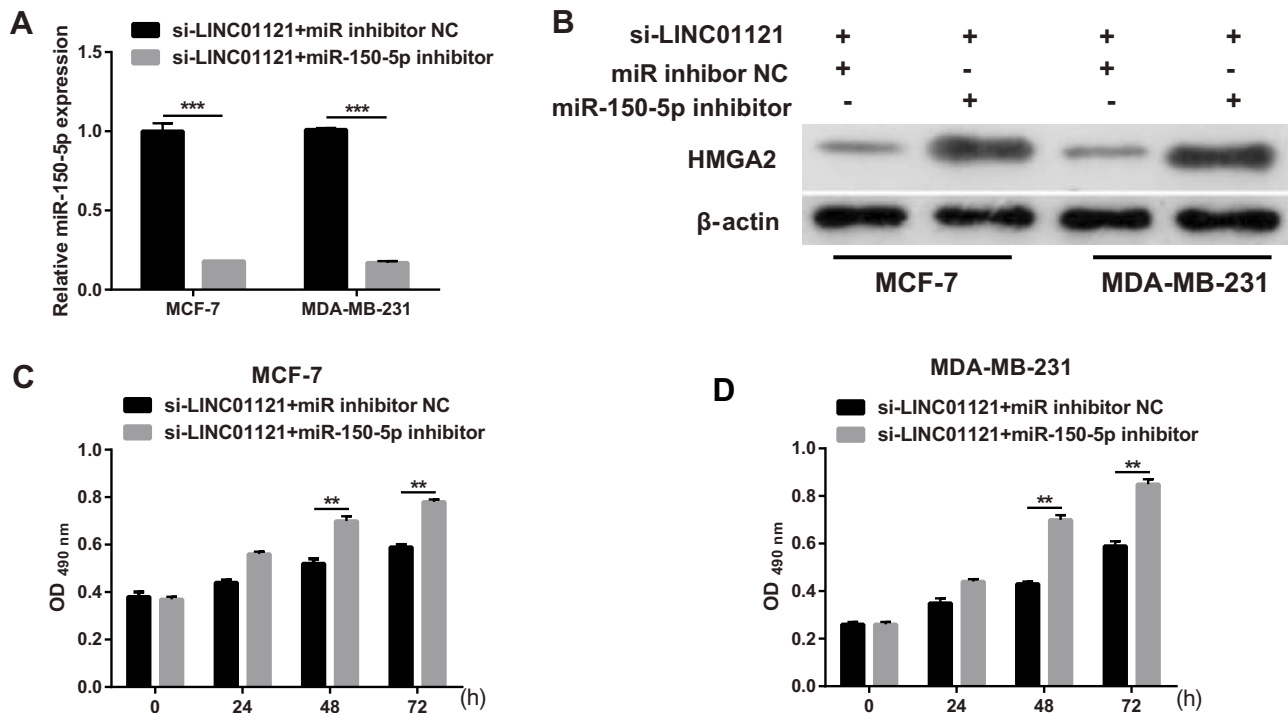 A
si-LINC01121+miR inhibitor NC
si-LINC01121+miR-150-5p inhibitor
Relative miR-150-5p expression
1.5
1.0
0.5
0.0
***
***
MCF-7
MDA-MB-231
B
si-LINC01121 + + + +
miR inhibor NC + - + -
miR-150-5p inhibitor - + - +
HMGA2
β-actin
MCF-7
MDA-MB-231
C
MCF-7
si-LINC01121+miR inhibitor NC
si-LINC01121+miR-150-5p inhibitor
OD 490 nm
1.0
0.8
0.6
0.4
0.2
0.0
**
**
0 24 48 72 (h)
D
MDA-MB-231
si-LINC01121+miR inhibitor NC
si-LINC01121+miR-150-5p inhibitor
OD 490 nm
1.0
0.8
0.6
0.4
0.2
0.0
**
**
0 24 48 72 (h)